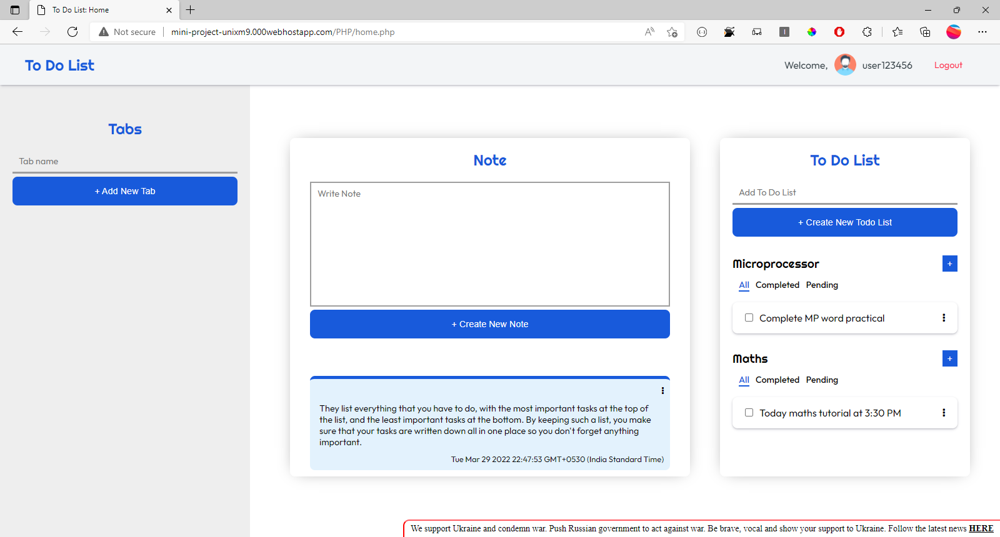 To Do List: Home
Not secure
mini-project-unixm9.000webhostapp.com/PHP/home.php
To Do List
Welcome,
user123456
Logout
Tabs
Tab name
+ Add New Tab
Note
Write Note
+ Create New Note
They list everything that you have to do, with the most important tasks at the top of
the list, and the least important tasks at the bottom. By keeping such a list, you make
sure that your tasks are written down all in one place so you don't forget anything
important.
Tue Mar 29 2022 22:47:53 GMT+0530 (India Standard Time)
To Do List
Add To Do List
+ Create New Todo List
Microprocessor
+
All Completed Pending
Complete MP word practical
Maths
+
All Completed Pending
Today maths tutorial at 3:30 PM
We support Ukraine and condemn war. Push Russian government to act against war. Be brave, vocal and show your support to Ukraine. Follow the latest news HERE